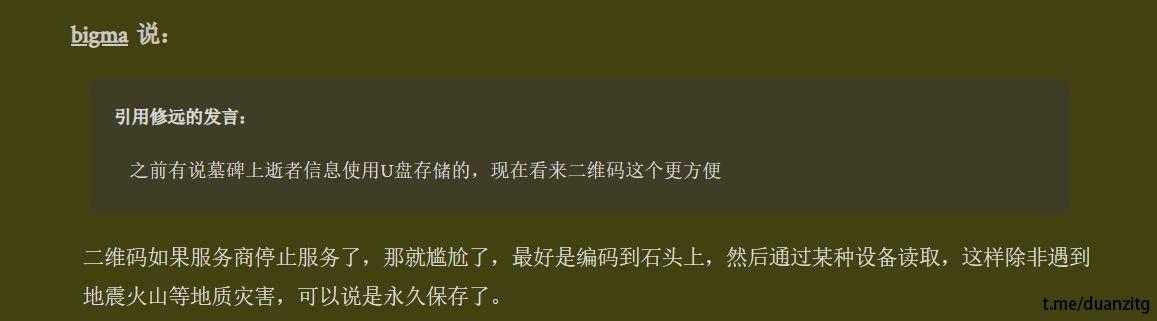 bigma 说：
引用修远的发言：
之前有说墓碑上逝者信息使用U盘存储的，现在看来二维码这个更方便
二维码如果服务商停止服务了，那就尴尬了，最好是编码到石头上，然后通过某种设备读取，这样除非遇到
地震火山等地质灾害，可以说是永久保存了。
t.me/duanzitg